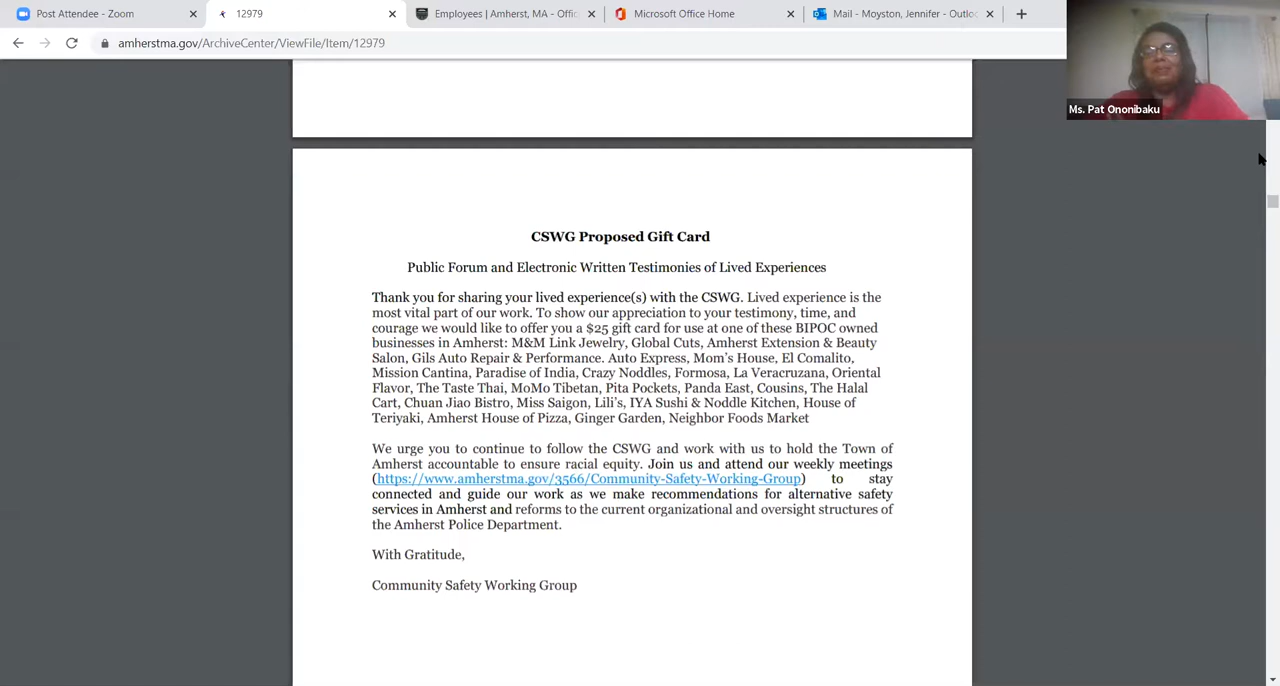 Post Attendee - Zoom
12979
Employees | Amherst, MA - Offic
Microsoft Office Home
Mail - Moyston, Jennifer - Outloo
amherstma.gov/ArchiveCenter/ViewFile/Item/12979
Ms. Pat Ononibaku
CSWG Proposed Gift Card
Public Forum and Electronic Written Testimonies of Lived Experiences
Thank you for sharing your lived experience(s) with the CSWG. Lived experience is the
most vital part of our work. To show our appreciation to your testimony, time, and
courage we would like to offer you a $25 gift card for use at one of these BIPOC owned
businesses in Amherst: M&M Link Jewelry, Global Cuts, Amherst Extension & Beauty
Salon, Gils Auto Repair & Performance. Auto Express, Mom's House, El Comalito,
Mission Cantina, Paradise of India, Crazy Noddles, Formosa, La Veracruzana, Oriental
Flavor, The Taste Thai, MoMo Tibetan, Pita Pockets, Panda East, Cousins, The Halal
Cart, Chuan Jiao Bistro, Miss Saigon, Lili's, IYA Sushi & Noddle Kitchen, House of
Teriyaki, Amherst House of Pizza, Ginger Garden, Neighbor Foods Market
We urge you to continue to follow the CSWG and work with us to hold the Town of
Amherst accountable to ensure racial equity. Join us and attend our weekly meetings
(https://www.amherstma.gov/3566/Community-Safety-Working-Group) to stay
connected and guide our work as we make recommendations for alternative safety
services in Amherst and reforms to the current organizational and oversight structures of
the Amherst Police Department.
With Gratitude,
Community Safety Working Group